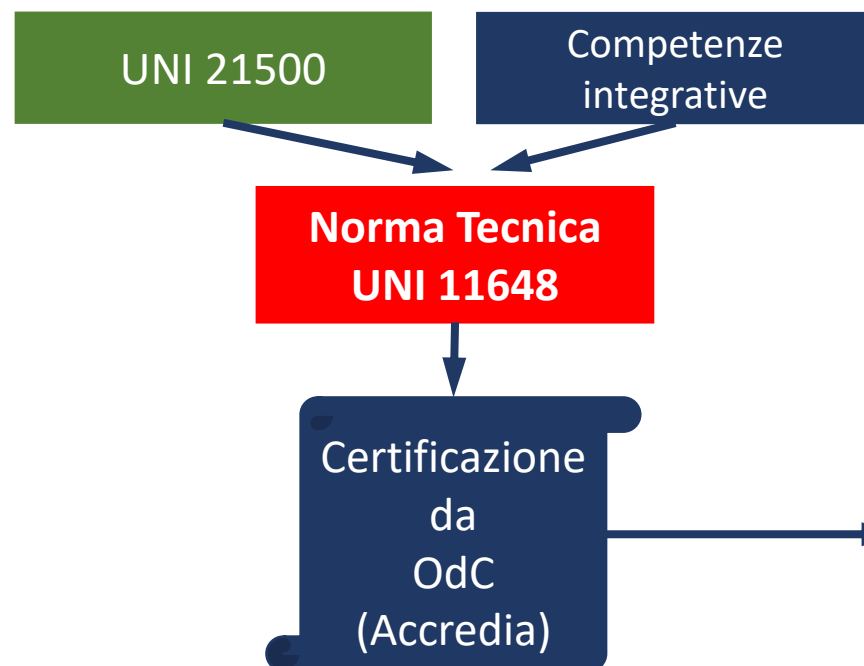 UNI 21500
Competenze
integrative
Norma Tecnica
UNI 11648
Certificazione
da
OdC
(Accredia)